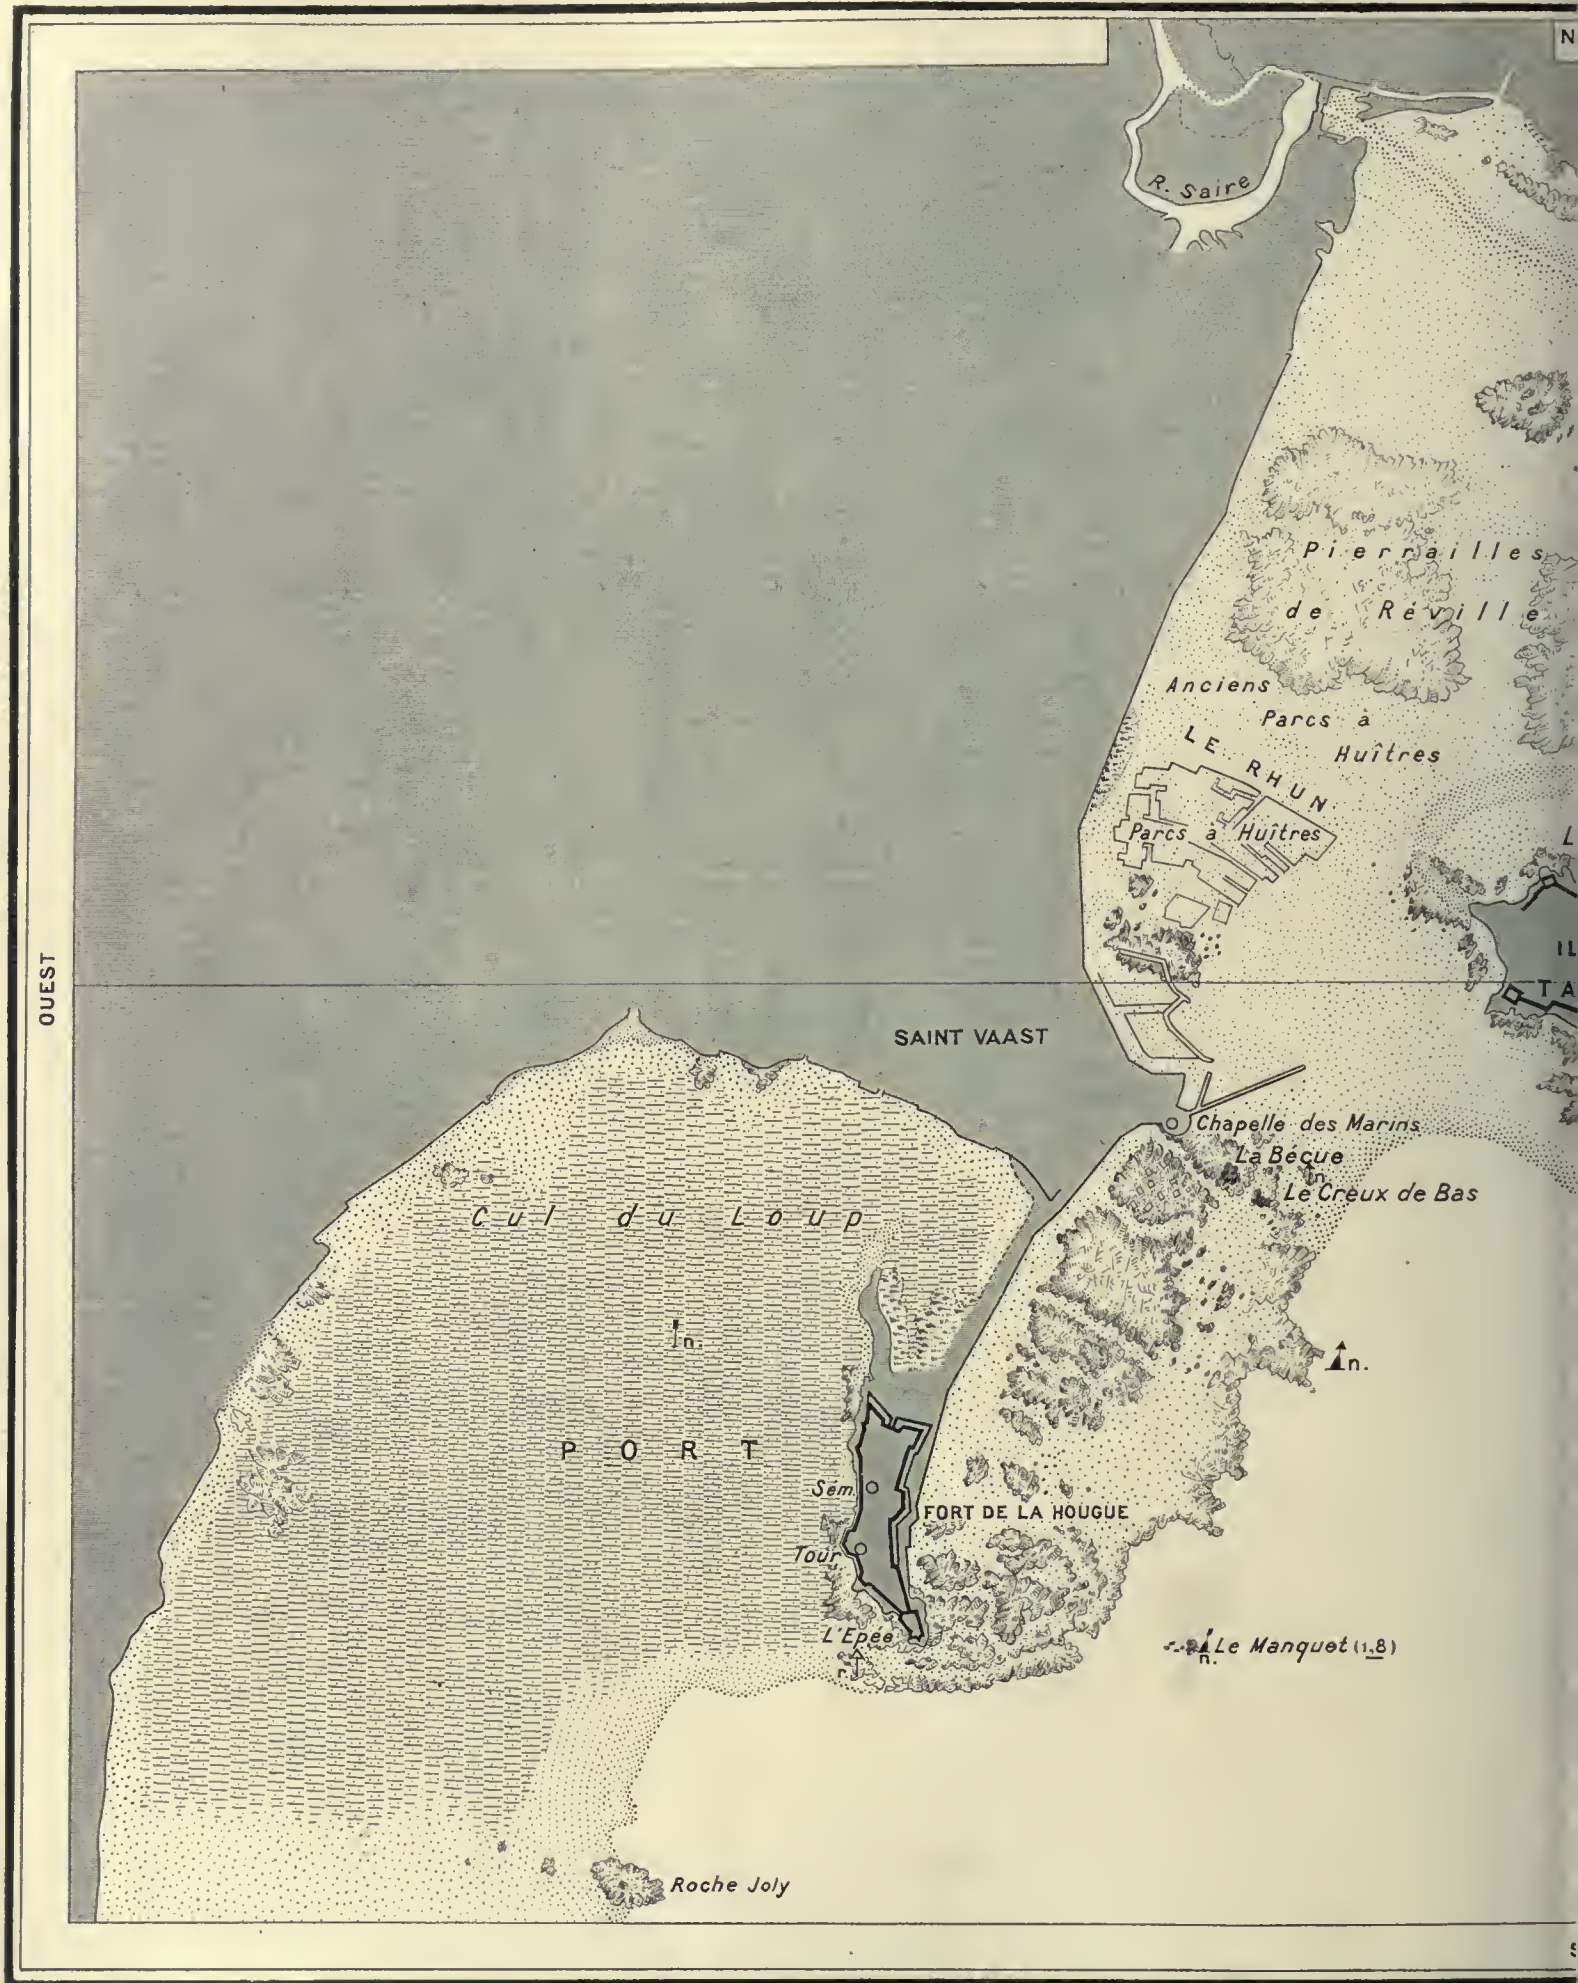 N
R. Saire
Pierrailles
de Réville
Anciens
Parcs à
Huîtres
LE RHUN
Parcs à Huîtres
L
IL
TA
OUEST
SAINT VAAST
Chapelle des Marins
La Bécue
n.
Le Creux de Bas
Cul du Loup
n.
n.
PORT
Sém.
FORT DE LA HOUGUE
Tour
L'Epée
r.
Le Manquet (1.8)
n.
Roche Joly
S